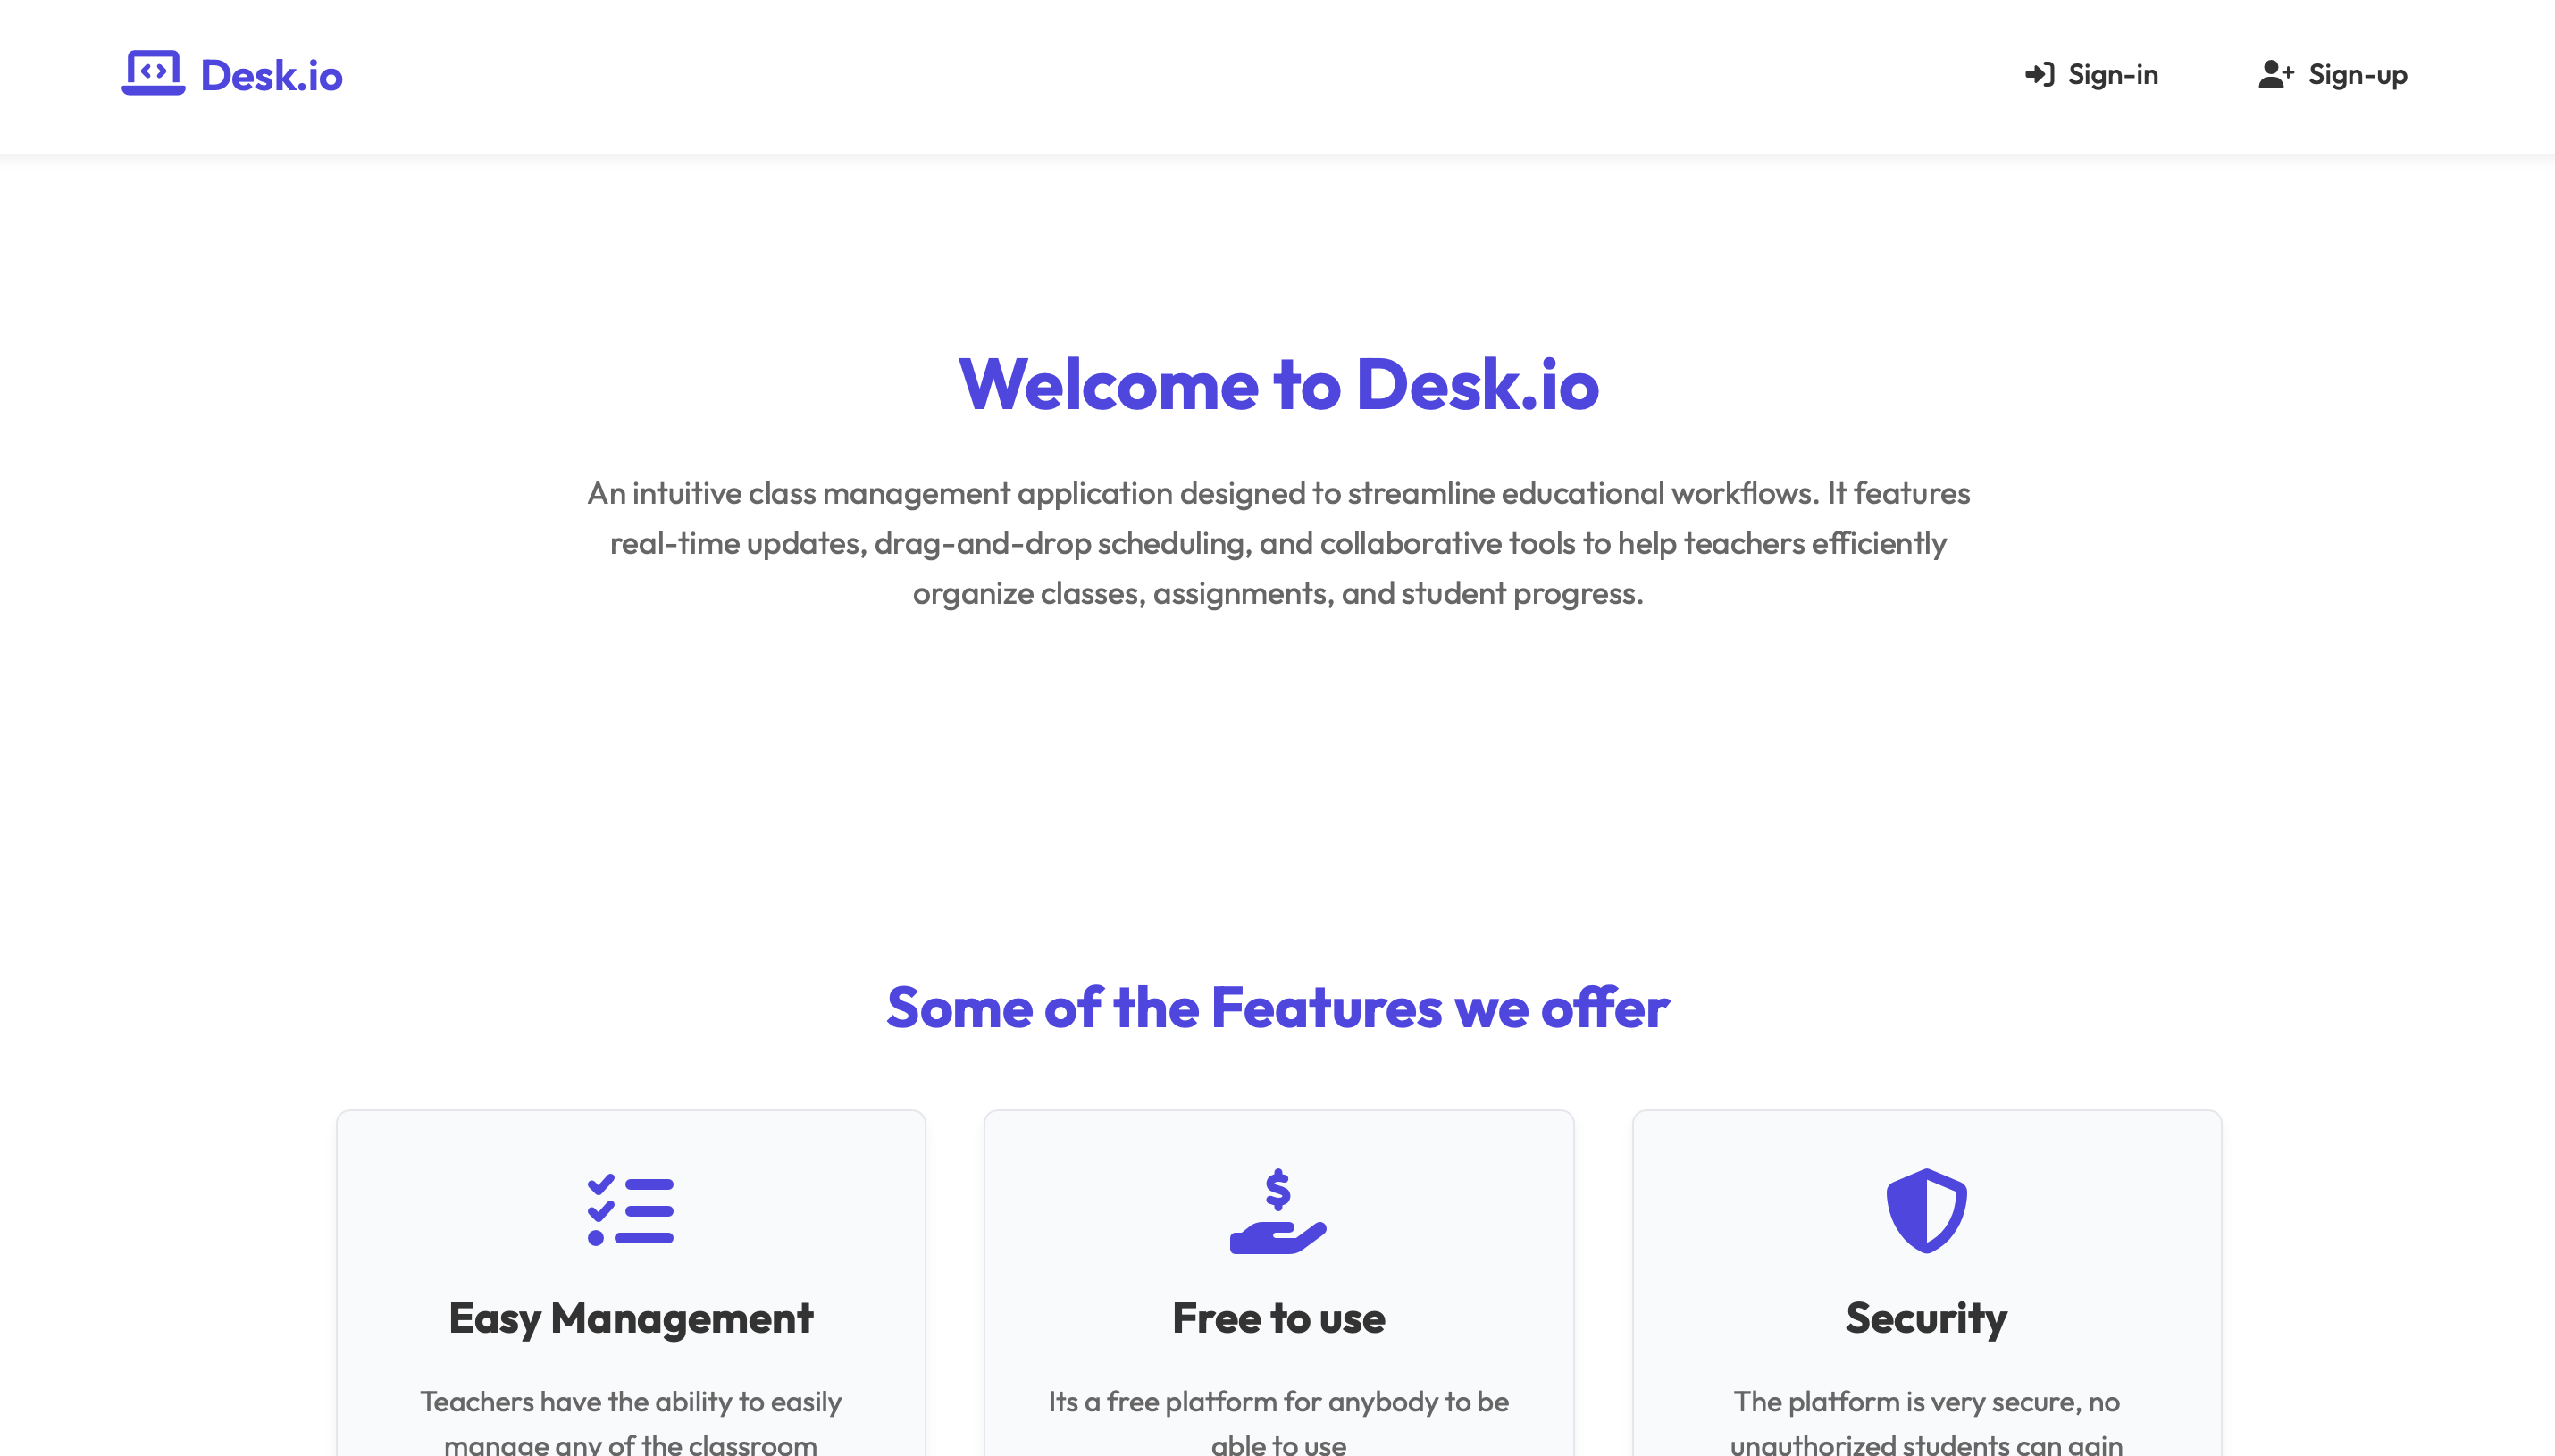 Desk.io
Sign-in
Sign-up
Welcome to Desk.io
An intuitive class management application designed to streamline educational workflows. It features
real-time updates, drag-and-drop scheduling, and collaborative tools to help teachers efficiently
organize classes, assignments, and student progress.
Some of the Features we offer
Easy Management
Teachers have the ability to easily
manage any of the classroom
Free to use
Its a free platform for anybody to be
able to use
Security
The platform is very secure, no
unauthorized students can gain